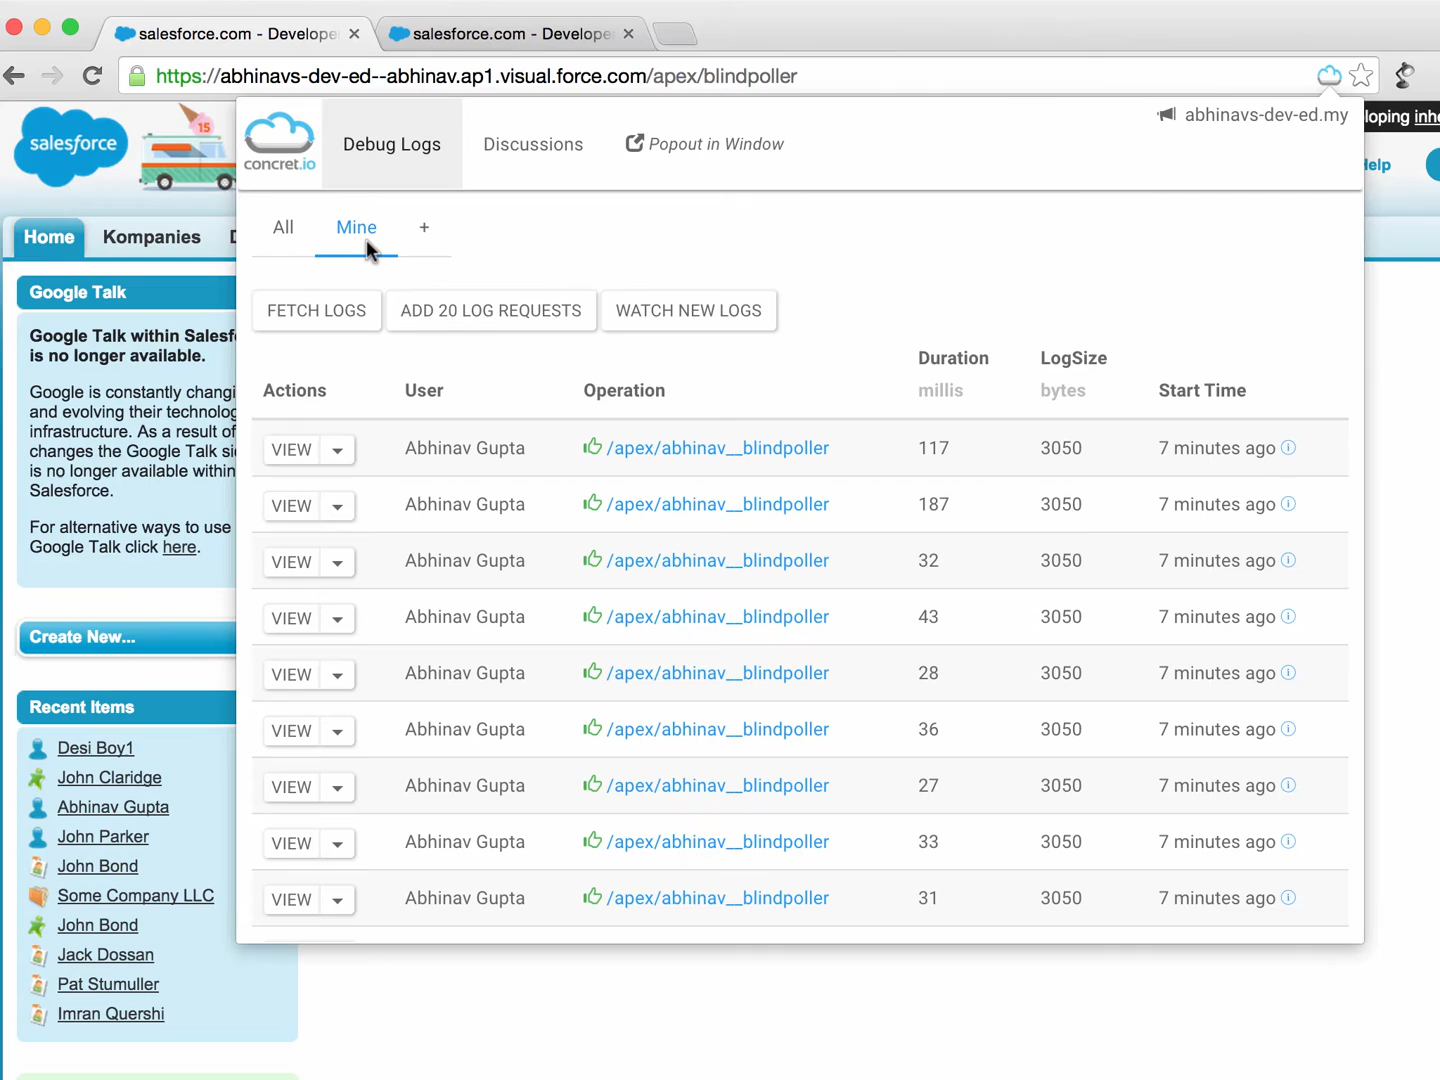 salesforce.com - Develope
salesforce.com - Develope
https://abhinavs-dev-ed--abhinav.ap1.visual.force.com/apex/blindpoller
salesforce
15
concret.io
Debug Logs
Discussions
Popout in Window
abhinavs-dev-ed.my
loping inhe
Help
Home
Kompanies
D
All
Mine
+
Google Talk
Google Talk within Salesf
is no longer available.
Google is constantly changi
and evolving their technolog
infrastructure. As a result of
changes the Google Talk si
is no longer available within
Salesforce.
For alternative ways to use
Google Talk click here.
Create New...
Recent Items
Desi Boy1
John Claridge
Abhinav Gupta
John Parker
John Bond
Some Company LLC
John Bond
Jack Dossan
Pat Stumuller
Imran Quershi
FETCH LOGS
ADD 20 LOG REQUESTS
WATCH NEW LOGS
Actions User Operation Duration millis LogSize bytes Start Time
VIEW Abhinav Gupta /apex/abhinav__blindpoller 117 3050 7 minutes ago
VIEW Abhinav Gupta /apex/abhinav__blindpoller 187 3050 7 minutes ago
VIEW Abhinav Gupta /apex/abhinav__blindpoller 32 3050 7 minutes ago
VIEW Abhinav Gupta /apex/abhinav__blindpoller 43 3050 7 minutes ago
VIEW Abhinav Gupta /apex/abhinav__blindpoller 28 3050 7 minutes ago
VIEW Abhinav Gupta /apex/abhinav__blindpoller 36 3050 7 minutes ago
VIEW Abhinav Gupta /apex/abhinav__blindpoller 27 3050 7 minutes ago
VIEW Abhinav Gupta /apex/abhinav__blindpoller 33 3050 7 minutes ago
VIEW Abhinav Gupta /apex/abhinav__blindpoller 31 3050 7 minutes ago